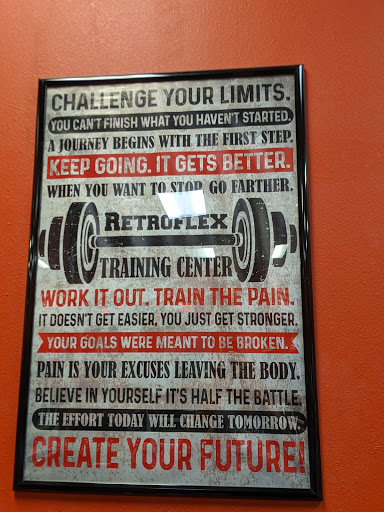 CHALLENGE YOUR LIMITS.
YOU CAN'T FINISH WHAT YOU HAVEN'T STARTED.
A JOURNEY BEGINS WITH THE FIRST STEP.
KEEP GOING. IT GETS BETTER.
WHEN YOU WANT TO STOP, GO FARTHER.
RETROFLEX
TRAINING CENTER
WORK IT OUT. TRAIN THE PAIN.
IT DOESN'T GET EASIER, YOU JUST GET STRONGER.
YOUR GOALS WERE MEANT TO BE BROKEN.
PAIN IS YOUR EXCUSES LEAVING THE BODY.
BELIEVE IN YOURSELF IT'S HALF THE BATTLE.
THE EFFORT TODAY WILL CHANGE TOMORROW.
CREATE YOUR FUTURE!